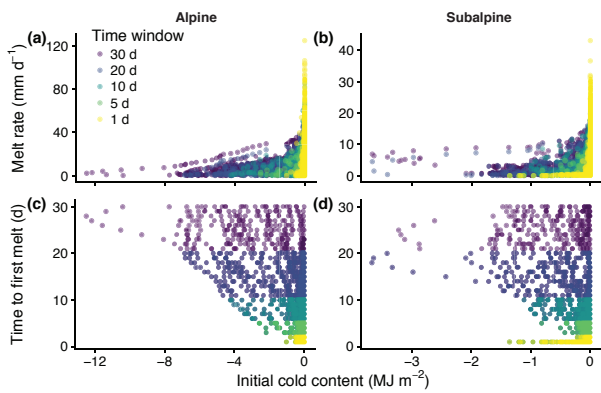 Alpine
Subalpine
(a)
Time window
30 d
20 d
10 d
5 d
1 d
(b)
Melt rate (mm d⁻¹)
120
80
40
0
40
30
20
10
0
(c)
(d)
Time to first melt (d)
30
20
10
0
30
20
10
0
−12
−8
−4
0
−3
−2
−1
0
Initial cold content (MJ m⁻²)